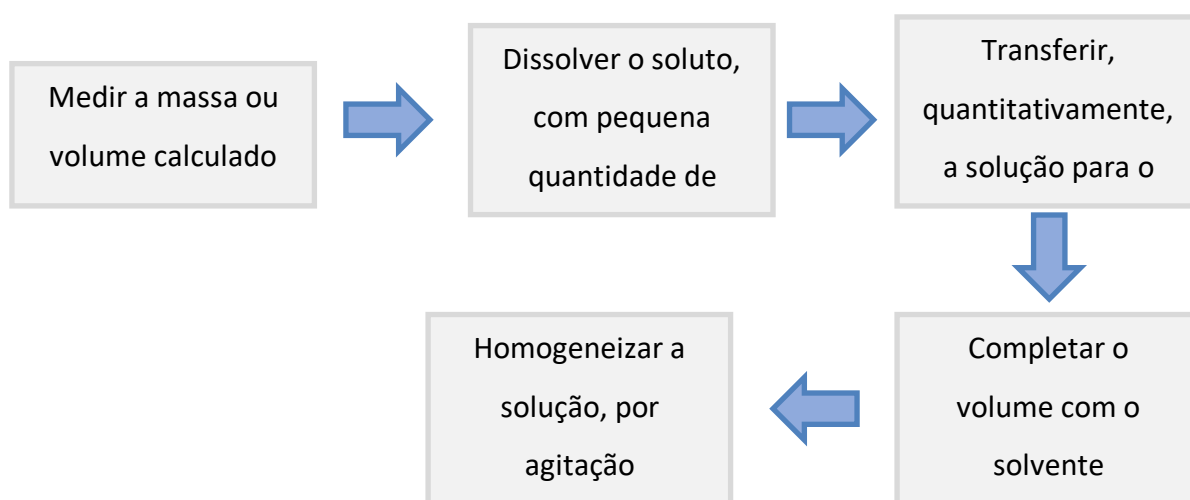 Medir a massa ou
volume calculado
Dissolver o soluto,
com pequena
quantidade de
Transferir,
quantitativamente,
a solução para o
Completar o
volume com o
solvente
Homogeneizar a
solução, por
agitação